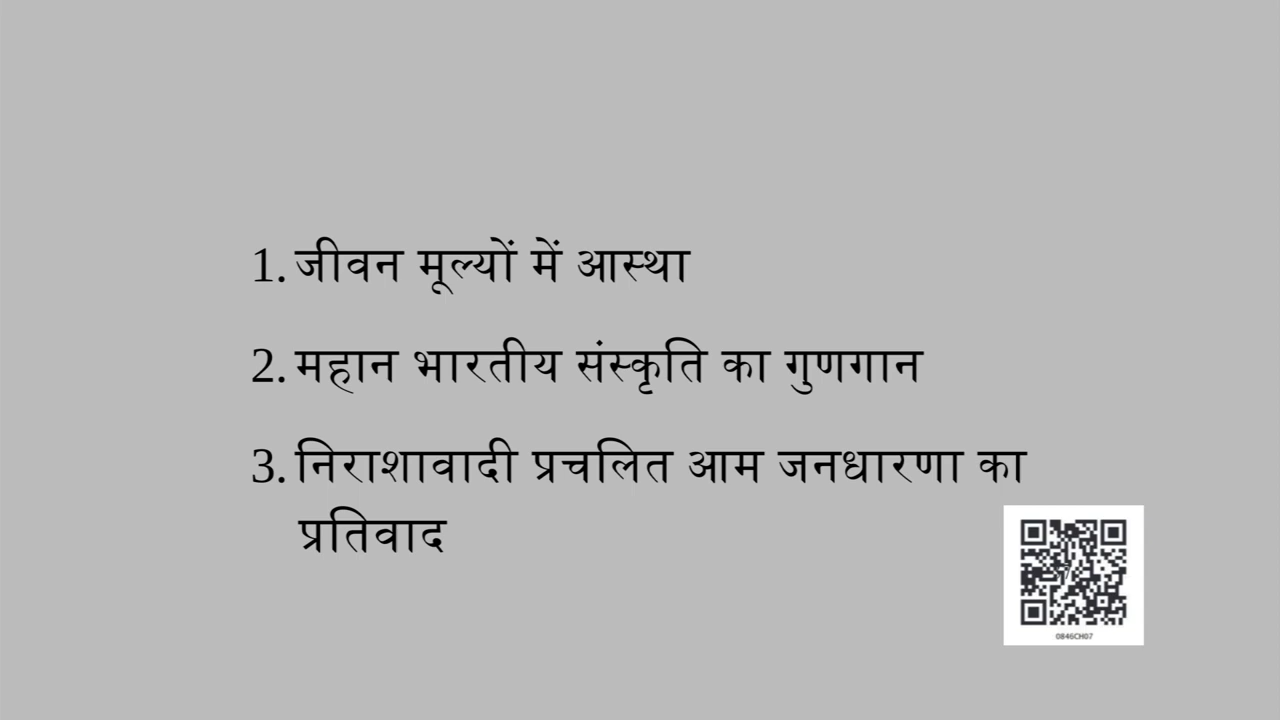 1. जीवन मूल्यों में आस्था
2. महान भारतीय संस्कृति का गुणगान
3. निराशावादी प्रचलित आम जनधारणा का
प्रतिवाद
0846CH07